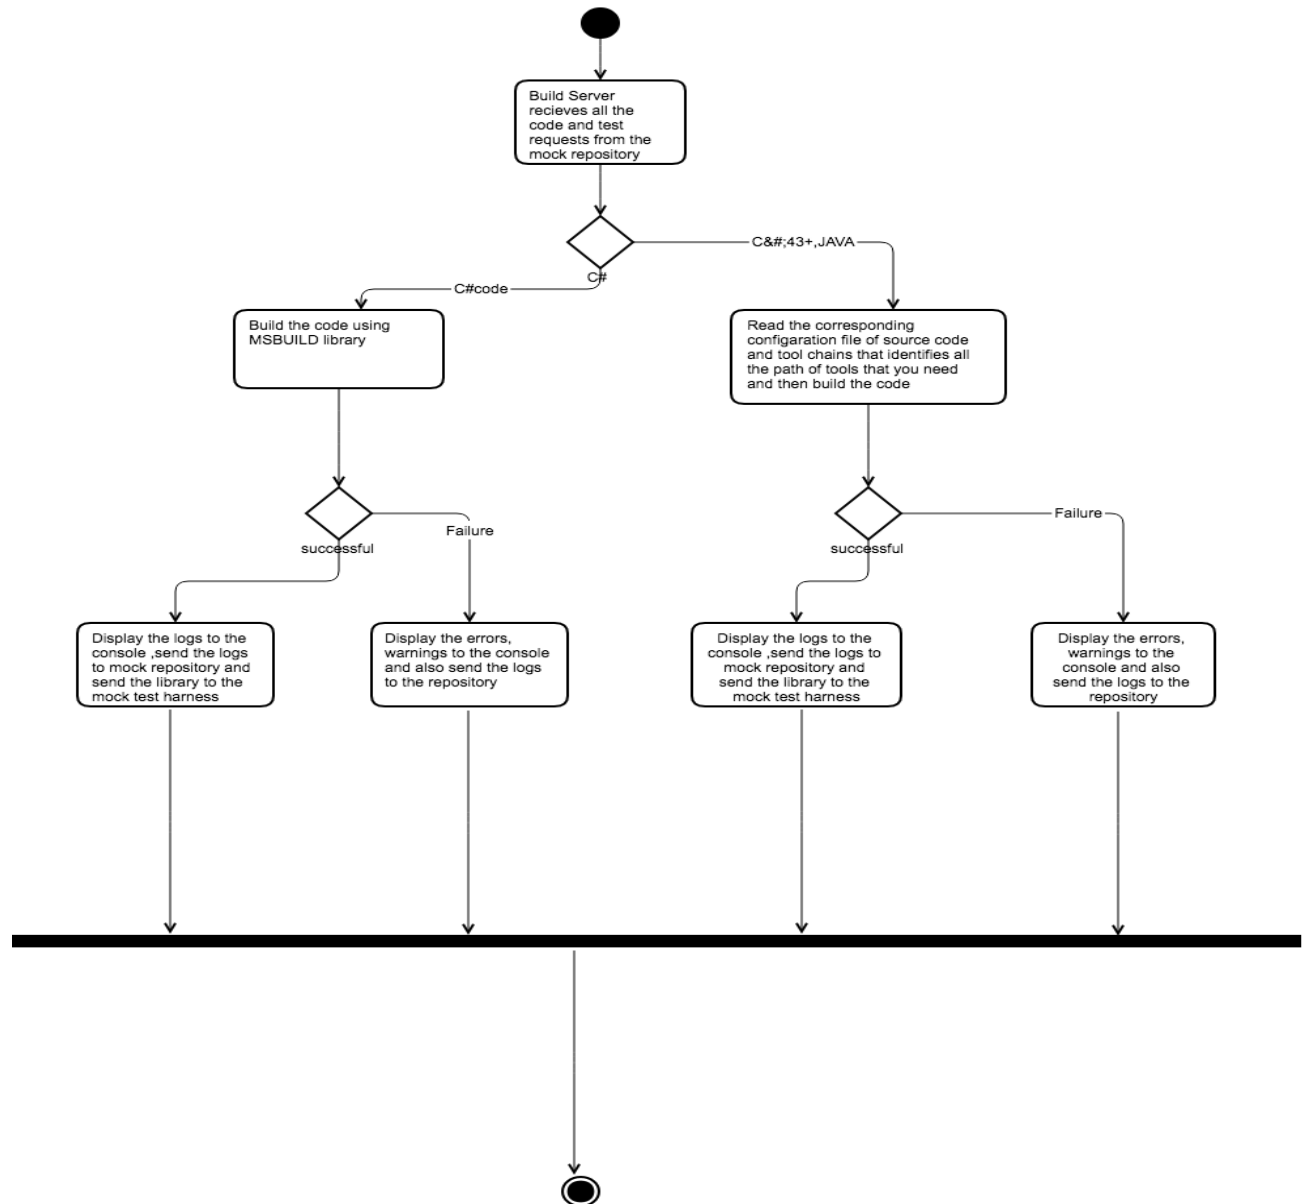 Build Server
recieves all the
code and test
requests from the
mock repository
C&#;43+,JAVA
C#
C#code
Build the code using
MSBUILD library
Read the corresponding
configaration file of source code
and tool chains that identifies all
the path of tools that you need
and then build the code
Failure
successful
Failure
successful
Display the logs to the
console ,send the logs
to mock repository and
send the library to the
mock test harness
Display the errors,
warnings to the console
and also send the logs
to the repository
Display the logs to the
console ,send the logs to
mock repository and
send the library to the
mock test harness
Display the errors,
warnings to the
console and also
send the logs to the
repository